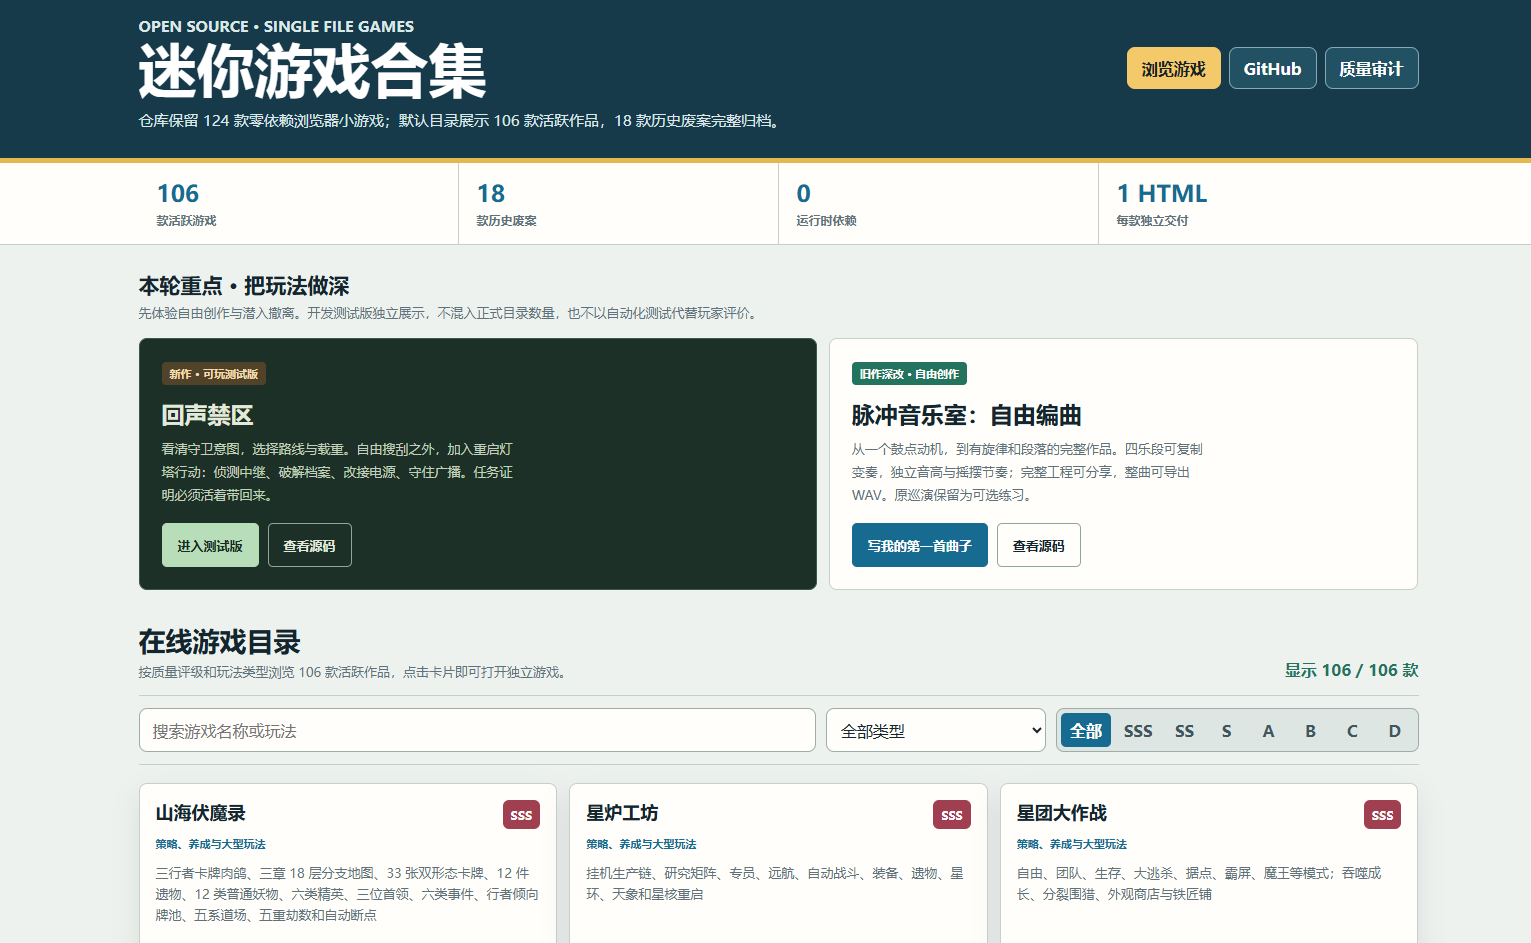 OPEN SOURCE • SINGLE FILE GAMES
迷你游戏合集
仓库保留 124 款零依赖浏览器小游戏；默认目录展示 106 款活跃作品，18 款历史废案完整归档。
浏览游戏
GitHub
质量审计
106
款活跃游戏
18
款历史废案
0
运行时依赖
1 HTML
每款独立交付
本轮重点 • 把玩法做深
先体验自由创作与潜入撤离。开发测试版独立展示，不混入正式目录数量，也不以自动化测试代替玩家评价。
新作 • 可玩测试版
回声禁区
看清守卫意图，选择路线与载重。自由搜刮之外，加入重启灯
塔行动：侦测中继、破解档案、改接电源、守住广播。任务证
明必须活着带回来。
进入测试版
查看源码
旧作深改 • 自由创作
脉冲音乐室：自由编曲
从一个鼓点动机，到有旋律和段落的完整作品。四乐段可复制
变奏，独立音高与摇摆节奏；完整工程可分享，整曲可导出
WAV。原巡演保留为可选练习。
写我的第一首曲子
查看源码
在线游戏目录
按质量评级和玩法类型浏览 106 款活跃作品，点击卡片即可打开独立游戏。
显示 106 / 106 款
搜索游戏名称或玩法
全部类型
全部 SSS SS S A B C D
山海伏魔录
SSS
策略、养成与大型玩法
三行者卡牌肉鸽、三章 18 层分支地图、33 张双形态卡牌、12 件
遗物、12 类普通妖物、六类精英、三位首领、六类事件、行者倾向
牌池、五系道场、五重劫数和自动断点
星炉工坊
SSS
策略、养成与大型玩法
挂机生产链、研究矩阵、专员、远航、自动战斗、装备、遗物、星
环、天象和星核重启
星团大作战
SSS
策略、养成与大型玩法
自由、团队、生存、大逃杀、据点、霸屏、魔王等模式；吞噬成
长、分裂围猎、外观商店与铁匠铺